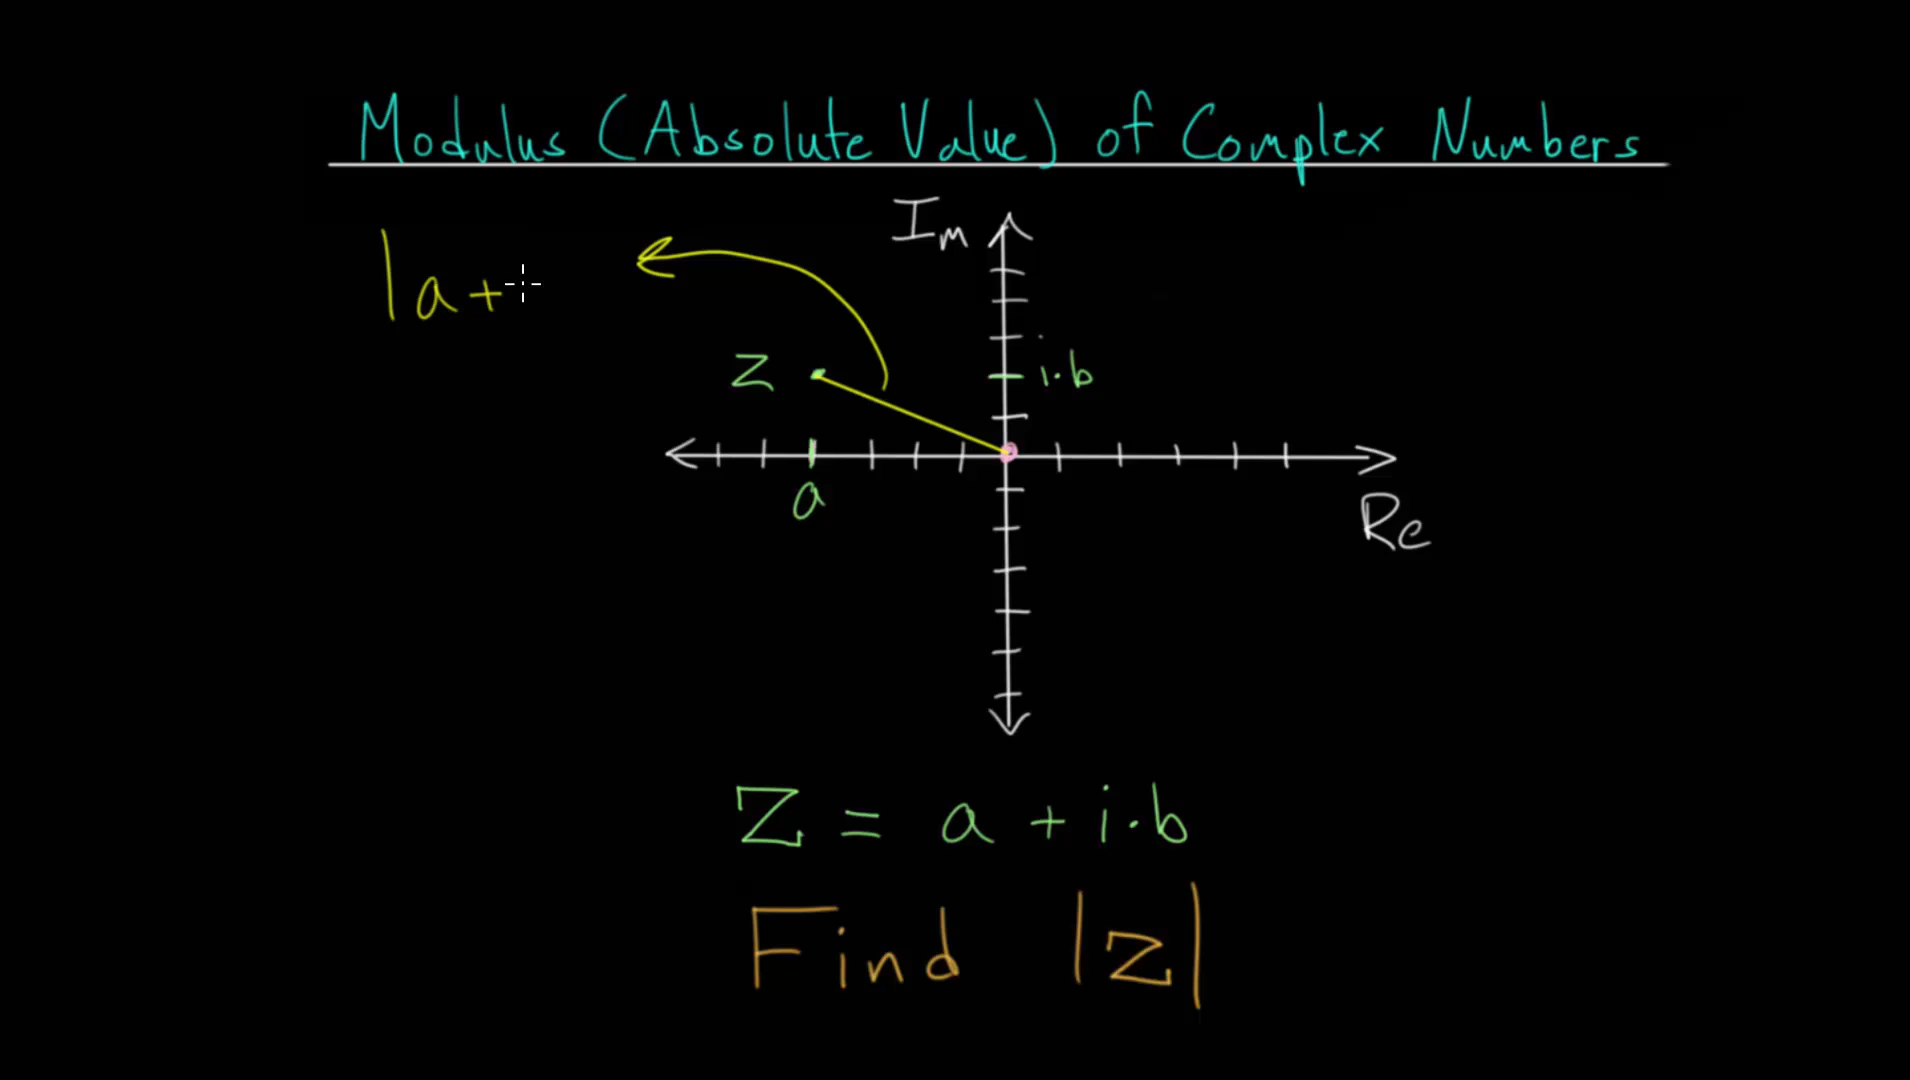 Modulus (Absolute Value) of Complex Numbers
Im
|a+
z
i·b
a
Re
Z = a + i·b
Find |z|